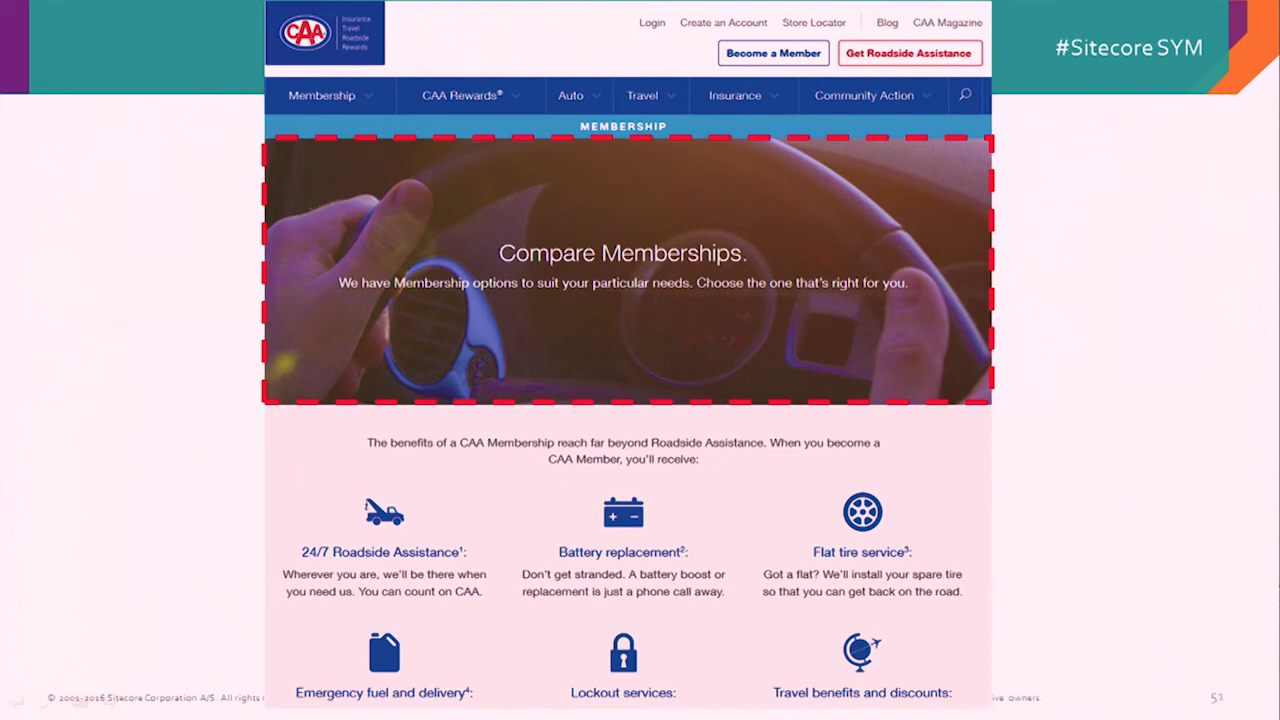 CAA
Insurance
Travel
Roadside
Rewards
Login Create an Account Store Locator Blog CAA Magazine
Become a Member Get Roadside Assistance
#SitecoreSYM
Membership CAA Rewards® Auto Travel Insurance Community Action
MEMBERSHIP
Compare Memberships.
We have Membership options to suit your particular needs. Choose the one that's right for you.
The benefits of a CAA Membership reach far beyond Roadside Assistance. When you become a
CAA Member, you'll receive:
24/7 Roadside Assistance¹: Battery replacement²: Flat tire service³:
Wherever you are, we'll be there when Don't get stranded. A battery boost or Got a flat? We'll install your spare tire
you need us. You can count on CAA. replacement is just a phone call away. so that you can get back on the road.
Emergency fuel and delivery⁴: Lockout services: Travel benefits and discounts:
© 2001-2016 Sitecore Corporation A/S. All rights owners. 51